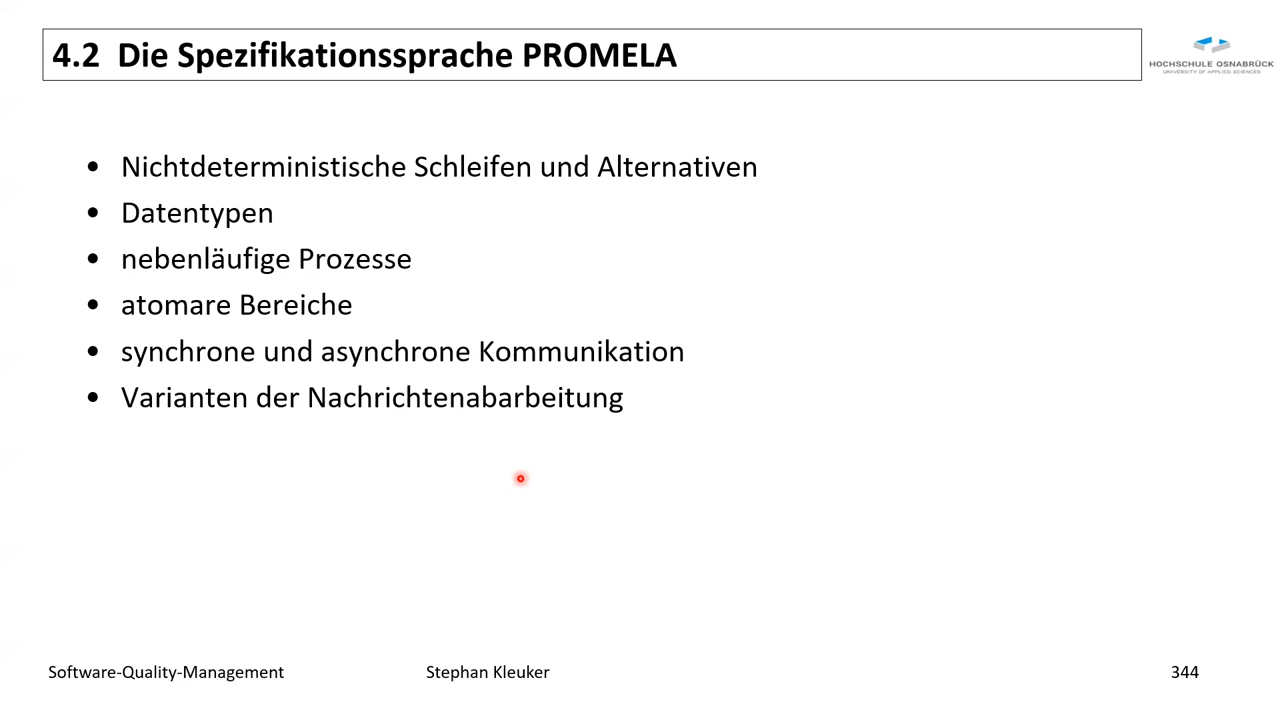 4.2 Die Spezifikationssprache PROMELA
HOCHSCHULE OSNABRÜCK
UNIVERSITY OF APPLIED SCIENCES
• Nichtdeterministische Schleifen und Alternativen
• Datentypen
• nebenläufige Prozesse
• atomare Bereiche
• synchrone und asynchrone Kommunikation
• Varianten der Nachrichtenabarbeitung
Software-Quality-Management
Stephan Kleuker
344